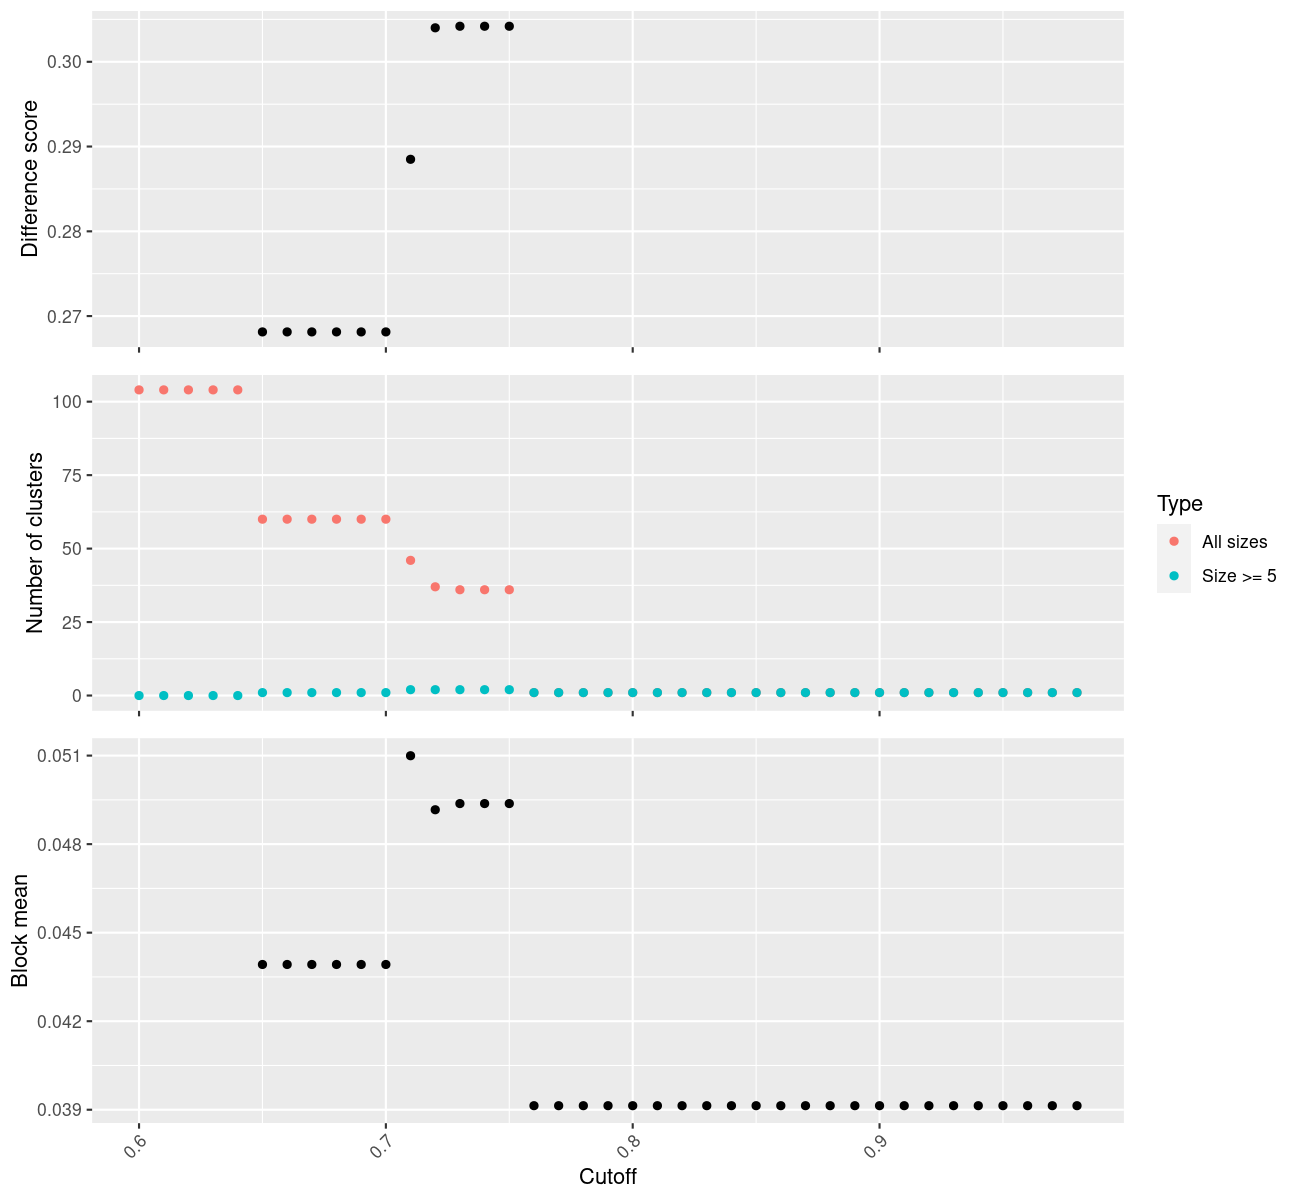 Difference score
0.30
0.29
0.28
0.27
Number of clusters
100
75
50
25
0
Type
All sizes
Size >= 5
Block mean
0.051
0.048
0.045
0.042
0.039
0.6
0.7
0.8
0.9
Cutoff